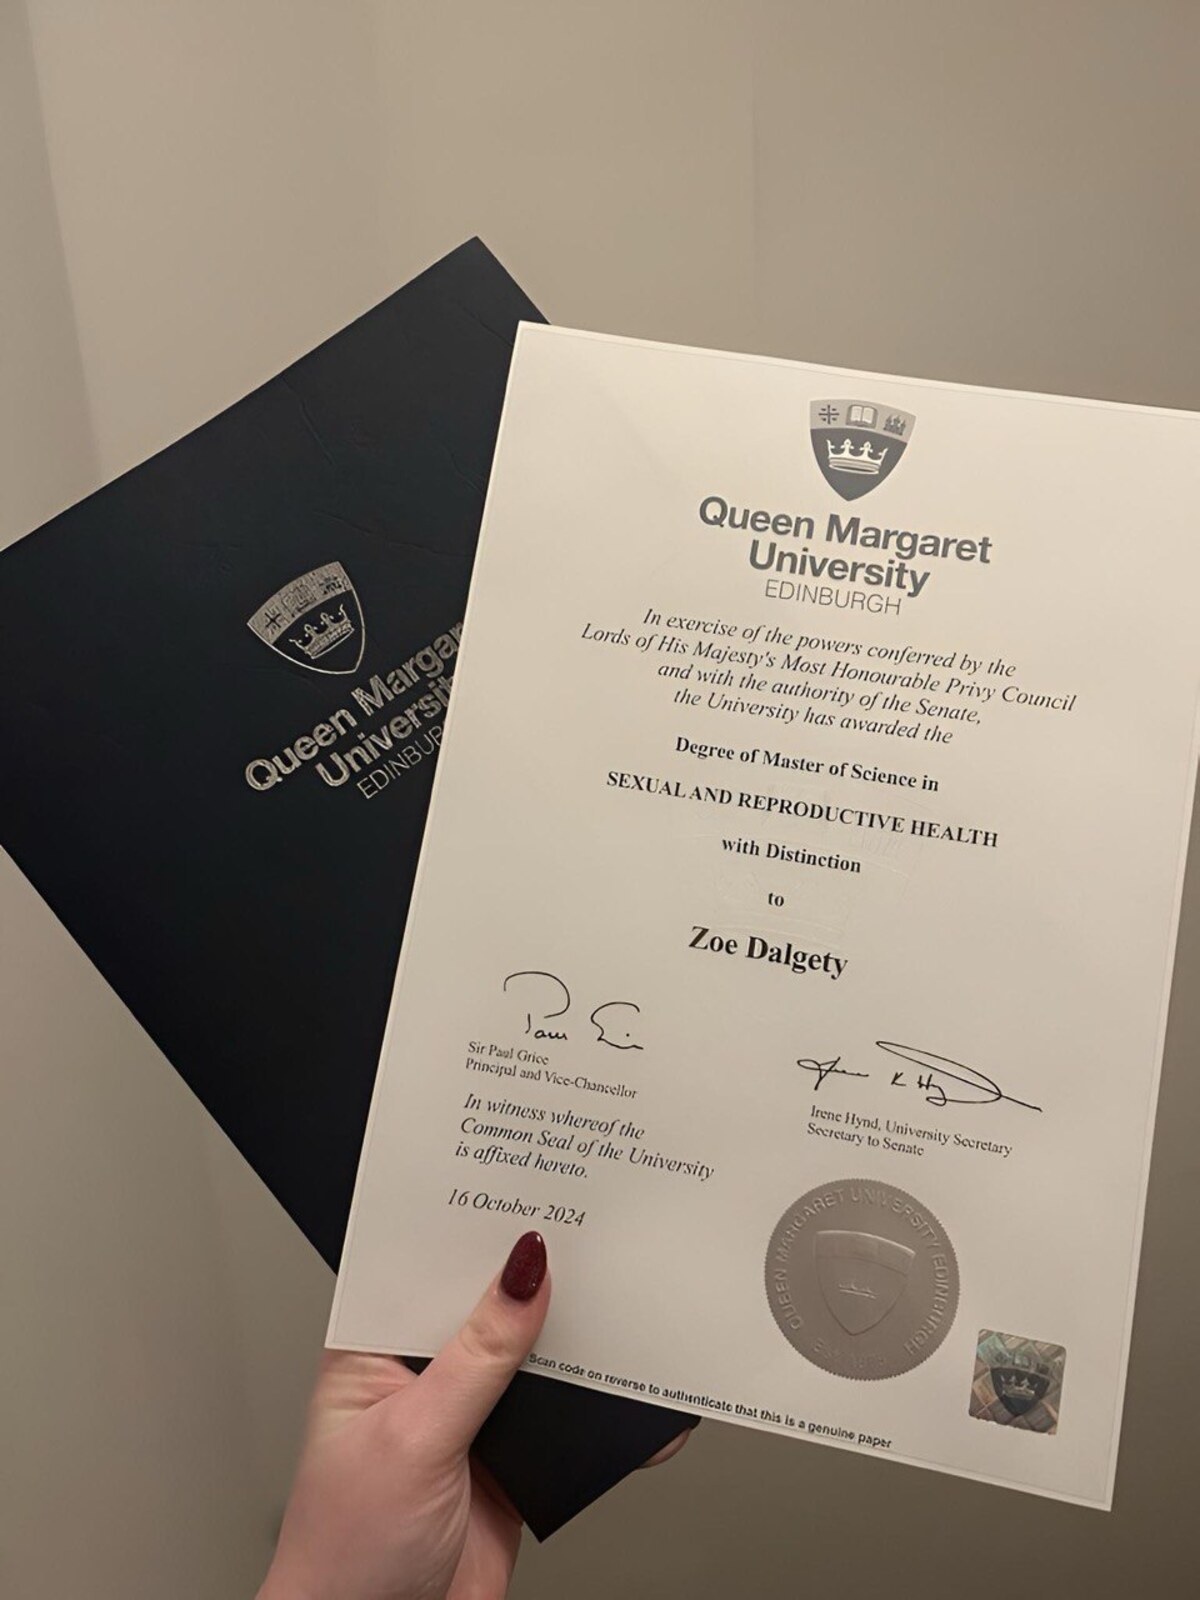 Queen Margar
Universit
EDINBUR
Queen Margaret
University
EDINBURGH
In exercise of the powers conferred by the
Lords of His Majesty's Most Honourable Privy Council
and with the authority of the Senate,
the University has awarded the
Degree of Master of Science in
SEXUAL AND REPRODUCTIVE HEALTH
with Distinction
to
Zoe Dalgety
Sir Paul Grice
Principal and Vice-Chancellor
Irene Hynd, University Secretary
Secretary to Senate
In witness whereof the
Common Seal of the University
is affixed hereto.
16 October 2024
QUEEN MARGARET UNIVERSITY EDINBURGH
Scan code on reverse to authenticate that this is a genuine paper